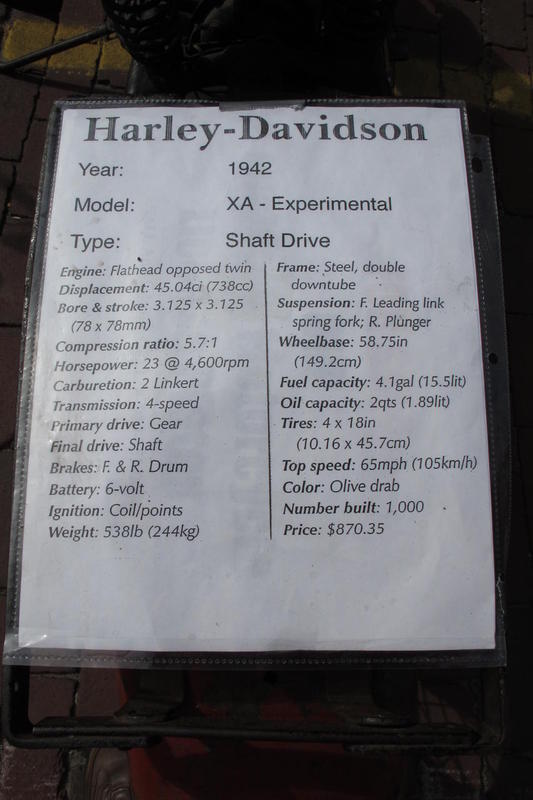 Harley-Davidson
Year: 1942
Model: XA - Experimental
Type: Shaft Drive
Engine: Flathead opposed twin
Displacement: 45.04ci (738cc)
Bore & stroke: 3.125 x 3.125
(78 x 78mm)
Compression ratio: 5.7:1
Horsepower: 23 @ 4,600rpm
Carburetion: 2 Linkert
Transmission: 4-speed
Primary drive: Gear
Final drive: Shaft
Brakes: F. & R. Drum
Battery: 6-volt
Ignition: Coil/points
Weight: 538lb (244kg)
Frame: Steel, double
downtube
Suspension: F. Leading link
spring fork; R. Plunger
Wheelbase: 58.75in
(149.2cm)
Fuel capacity: 4.1gal (15.5lit)
Oil capacity: 2qts (1.89lit)
Tires: 4 x 18in
(10.16 x 45.7cm)
Top speed: 65mph (105km/h)
Color: Olive drab
Number built: 1,000
Price: $870.35